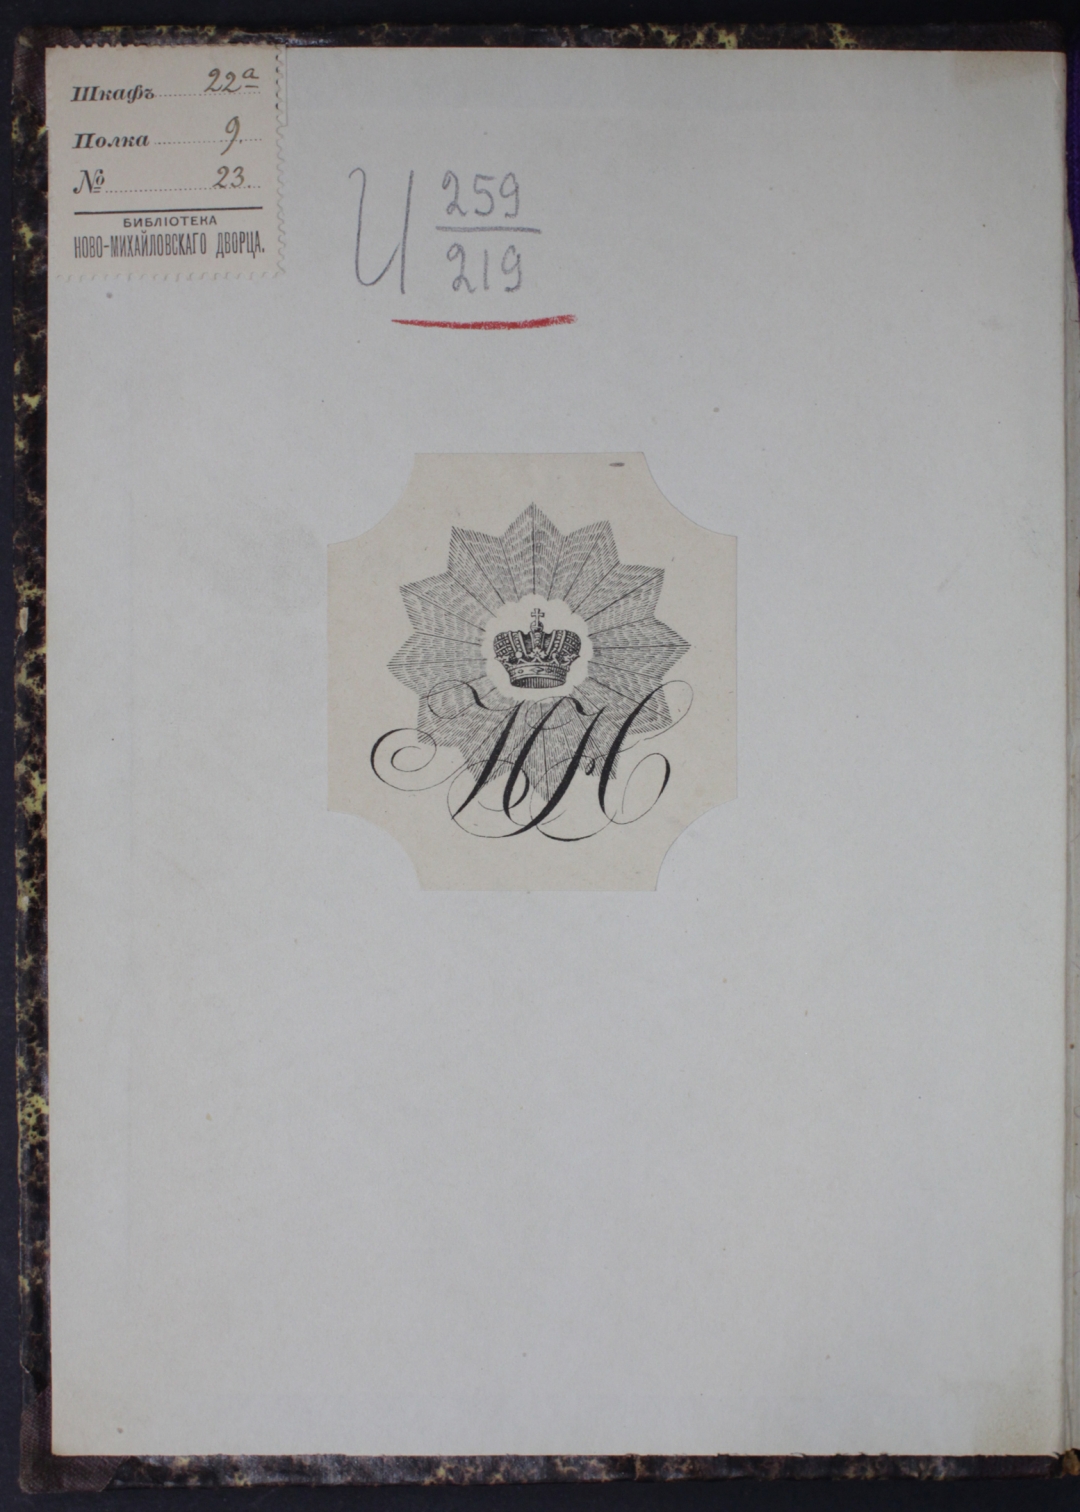 Шкафъ 22а
Полка 9.
№ 23.
БИБЛІОТЕКА
НОВО-МИХАЙЛОВСКАГО ДВОРЦА.
И 259
219